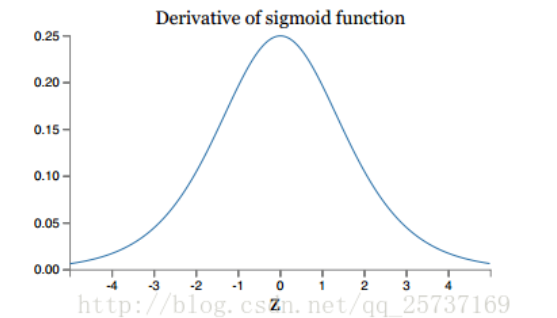 Derivative of sigmoid function
0.25
0.20
0.15
0.10
0.05
0.00
-4 -3 -2 -1 0 1 2 3 4
Z
http://blog.csdn.net/qq_25737169